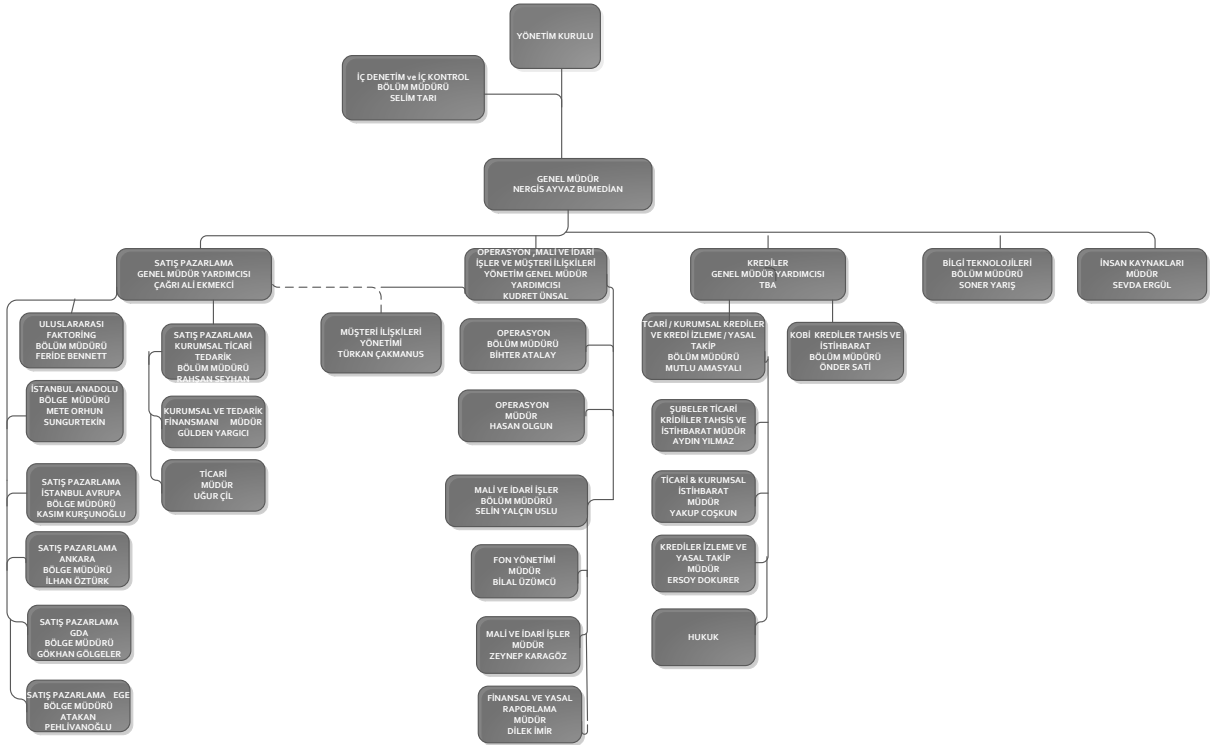 YÖNETİM KURULU
İÇ DENETİM ve İÇ KONTROL
BÖLÜM MÜDÜRÜ
SELİM TARI
GENEL MÜDÜR
NERGİS AYVAZ BUMEDİAN
SATIŞ PAZARLAMA
GENEL MÜDÜR YARDIMCISI
ÇAĞRI ALİ EKMEKCİ
OPERASYON ,MALİ VE İDARİ
İŞLER VE MÜŞTERİ İLİŞKİLERİ
YÖNETİM GENEL MÜDÜR
YARDIMCISI
KUDRET ÜNSAL
KREDİLER
GENEL MÜDÜR YARDIMCISI
TBA
BİLGİ TEKNOLOJİLERİ
BÖLÜM MÜDÜRÜ
SONER YARIŞ
İNSAN KAYNAKLARI
MÜDÜR
SEVDA ERGÜL
ULUSLARARASI
FAKTORİNG
BÖLÜM MÜDÜRÜ
FERİDE BENNETT
SATIŞ PAZARLAMA
KURUMSAL TİCARİ
TEDARİK
BÖLÜM MÜDÜRÜ
RAHŞAN SEYHAN
MÜŞTERİ İLİŞKİLERİ
YÖNETİMİ
TÜRKAN ÇAKMANUS
OPERASYON
BÖLÜM MÜDÜRÜ
BİHTER ATALAY
TCARİ / KURUMSAL KREDİLER
VE KREDİ İZLEME / YASAL
TAKİP
BÖLÜM MÜDÜRÜ
MUTLU AMASYALI
KOBİ KREDİLER TAHSİS VE
İSTİHBARAT
BÖLÜM MÜDÜRÜ
ÖNDER SATİ
İSTANBUL ANADOLU
BÖLGE MÜDÜRÜ
METE ORHUN
SUNGURTEKİN
KURUMSAL VE TEDARİK
FİNANSMANI MÜDÜR
GÜLDEN YARGICI
OPERASYON
MÜDÜR
HASAN OLGUN
ŞUBELER TİCARİ
KRİDİİLER TAHSİS VE
İSTİHBARAT MÜDÜR
AYDIN YILMAZ
SATIŞ PAZARLAMA
İSTANBUL AVRUPA
BÖLGE MÜDÜRÜ
KASIM KURŞUNOĞLU
TİCARİ
MÜDÜR
UĞUR ÇİL
MALİ VE İDARİ İŞLER
BÖLÜM MÜDÜRÜ
SELİN YALÇIN USLU
TİCARİ & KURUMSAL
İSTİHBARAT
MÜDÜR
YAKUP COŞKUN
SATIŞ PAZARLAMA
ANKARA
BÖLGE MÜDÜRÜ
İLHAN ÖZTÜRK
FON YÖNETİMİ
MÜDÜR
BİLAL ÜZÜMCÜ
KREDİLER İZLEME VE
YASAL TAKİP
MÜDÜR
ERSOY DOKURER
SATIŞ PAZARLAMA
GDA
BÖLGE MÜDÜRÜ
GÖKHAN GÖLGELER
MALİ VE İDARİ İŞLER
MÜDÜR
ZEYNEP KARAGÖZ
HUKUK
SATIŞ PAZARLAMA EGE
BÖLGE MÜDÜRÜ
ATAKAN
PEHLİVANOĞLU
FİNANSAL VE YASAL
RAPORLAMA
MÜDÜR
DİLEK İMİR